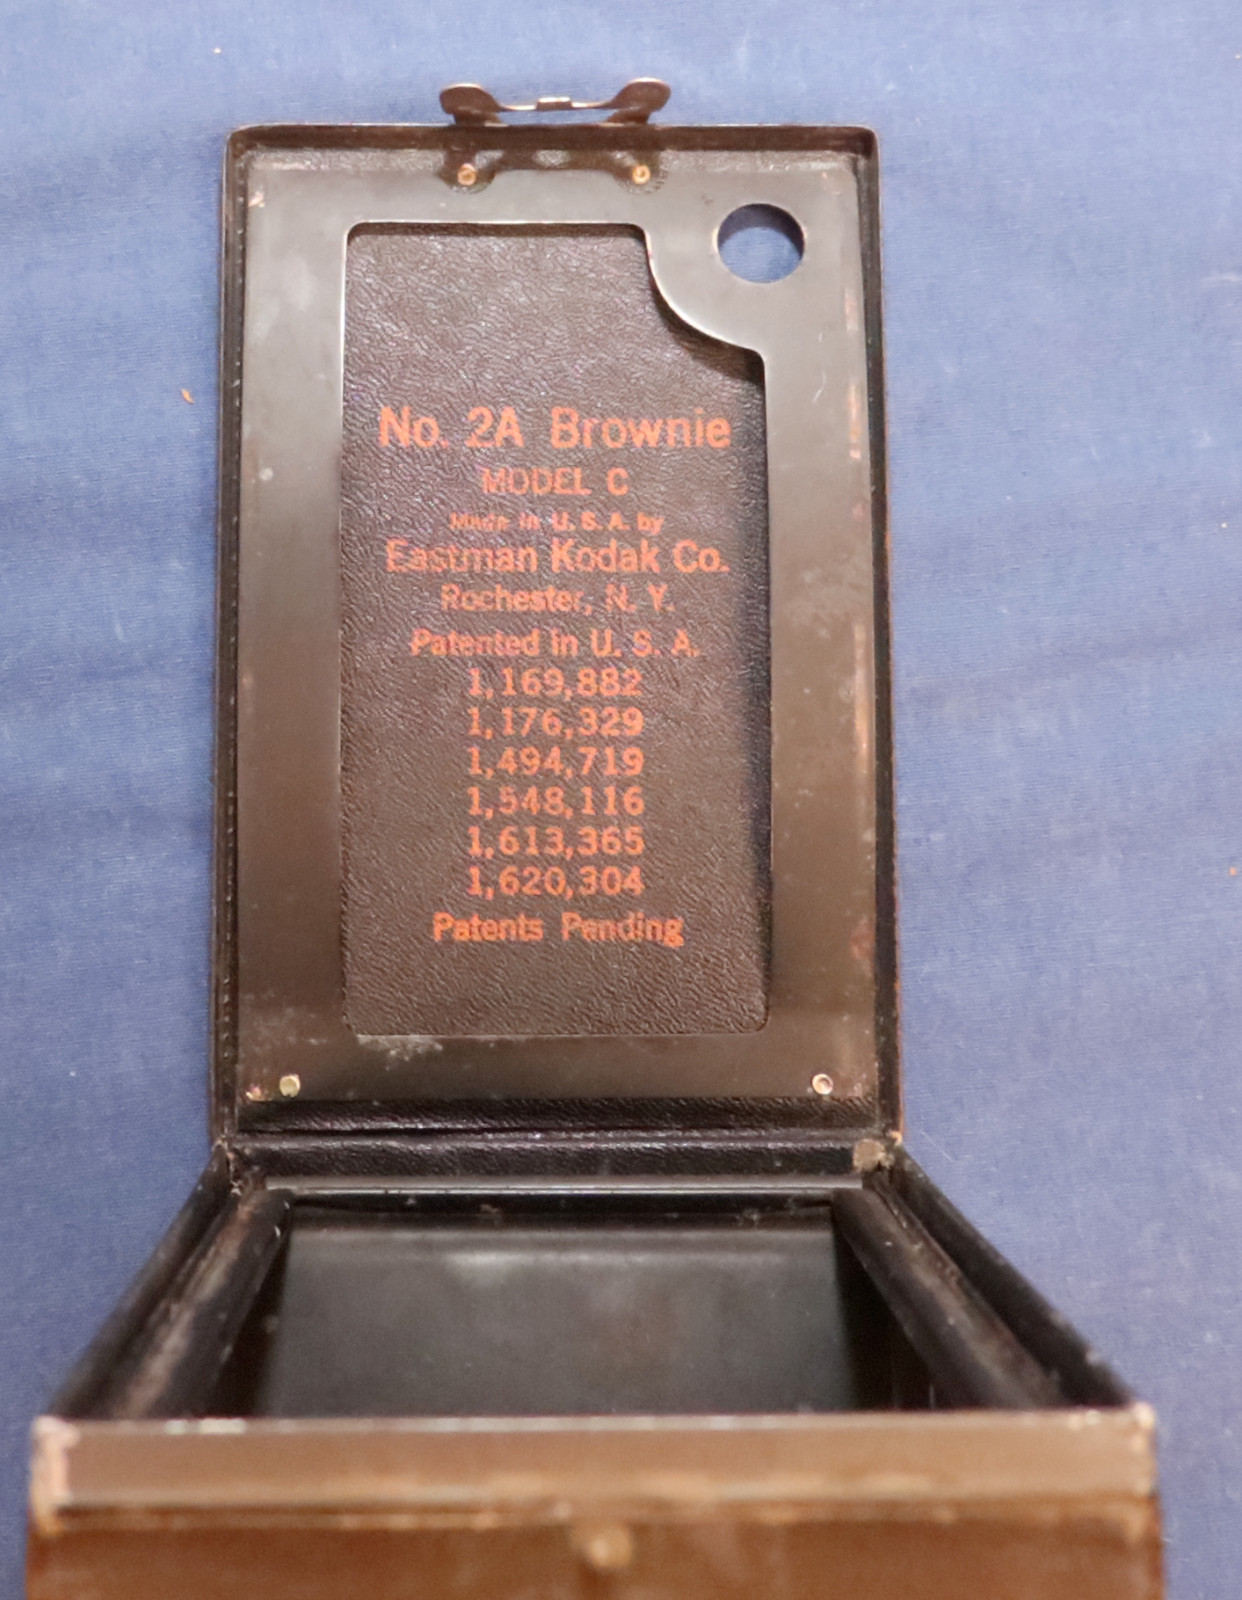 No. 2A Brownie
MODEL C
Made in U. S. A. by
Eastman Kodak Co.
Rochester, N. Y.
Patented in U. S. A.
1,169,882
1,176,329
1,494,719
1,548,116
1,613,365
1,620,304
Patents Pending